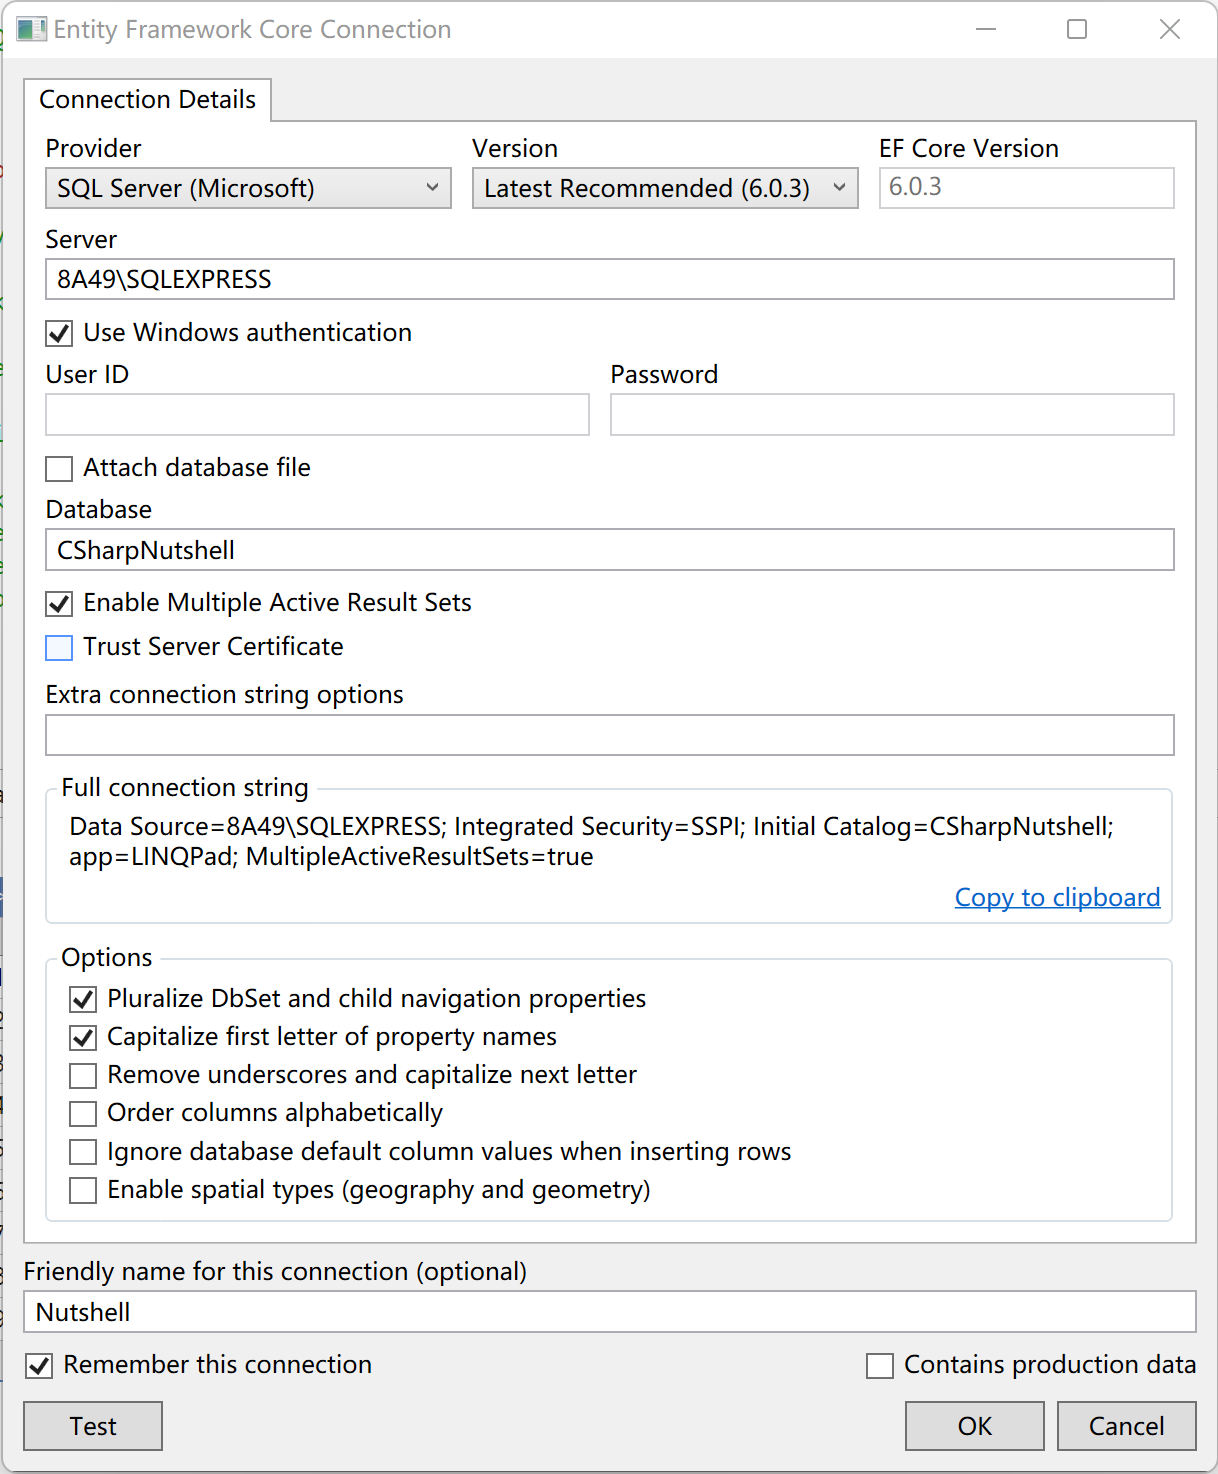 Entity Framework Core Connection
Connection Details
Provider
Version
EF Core Version
SQL Server (Microsoft)
Latest Recommended (6.0.3)
6.0.3
Server
8A49\SQLEXPRESS
Use Windows authentication
User ID
Password
Attach database file
Database
CSharpNutshell
Enable Multiple Active Result Sets
Trust Server Certificate
Extra connection string options
Full connection string
Data Source=8A49\SQLEXPRESS; Integrated Security=SSPI; Initial Catalog=CSharpNutshell;
app=LINQPad; MultipleActiveResultSets=true
Copy to clipboard
Options
Pluralize DbSet and child navigation properties
Capitalize first letter of property names
Remove underscores and capitalize next letter
Order columns alphabetically
Ignore database default column values when inserting rows
Enable spatial types (geography and geometry)
Friendly name for this connection (optional)
Nutshell
Remember this connection
Contains production data
Test
OK
Cancel